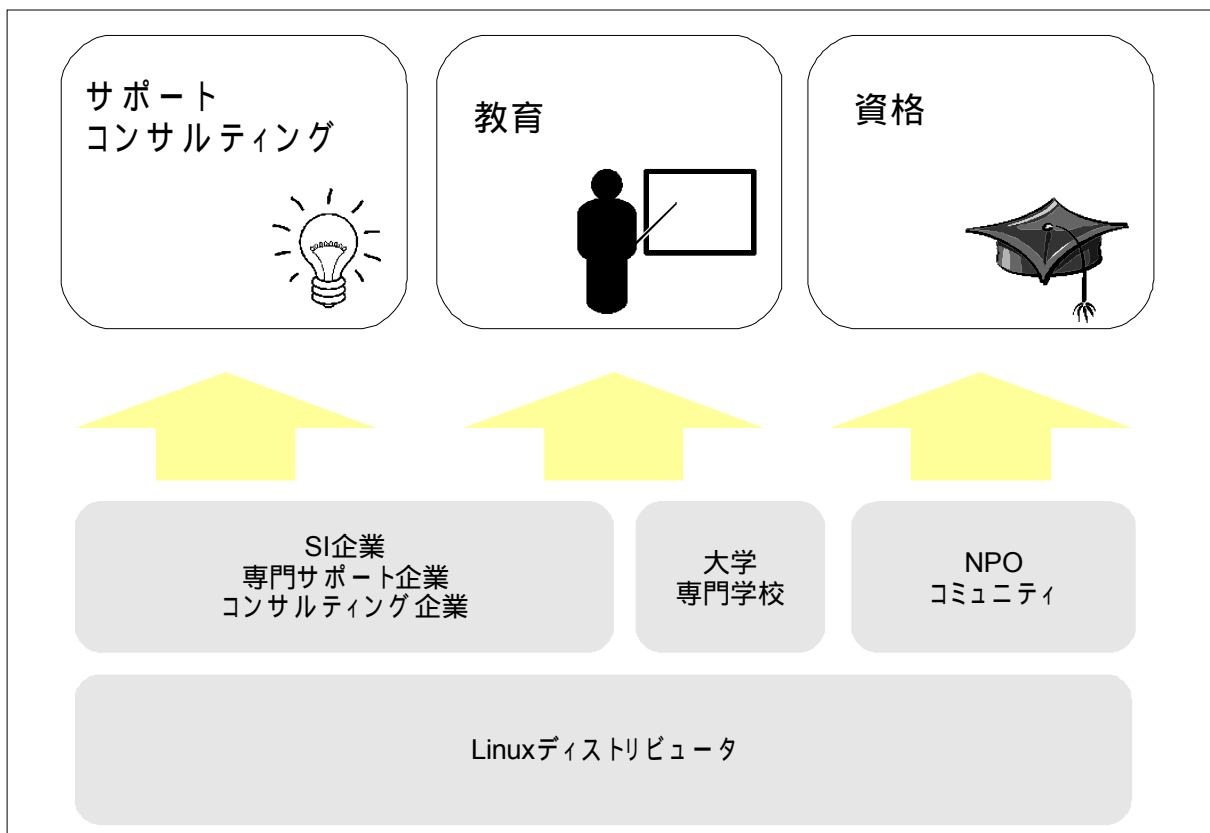 サポート
コンサルティング
教育
資格
SI企業
専門サポート企業
コンサルティング企業
大学
専門学校
NPO
コミュニティ
Linuxディストリビュータ